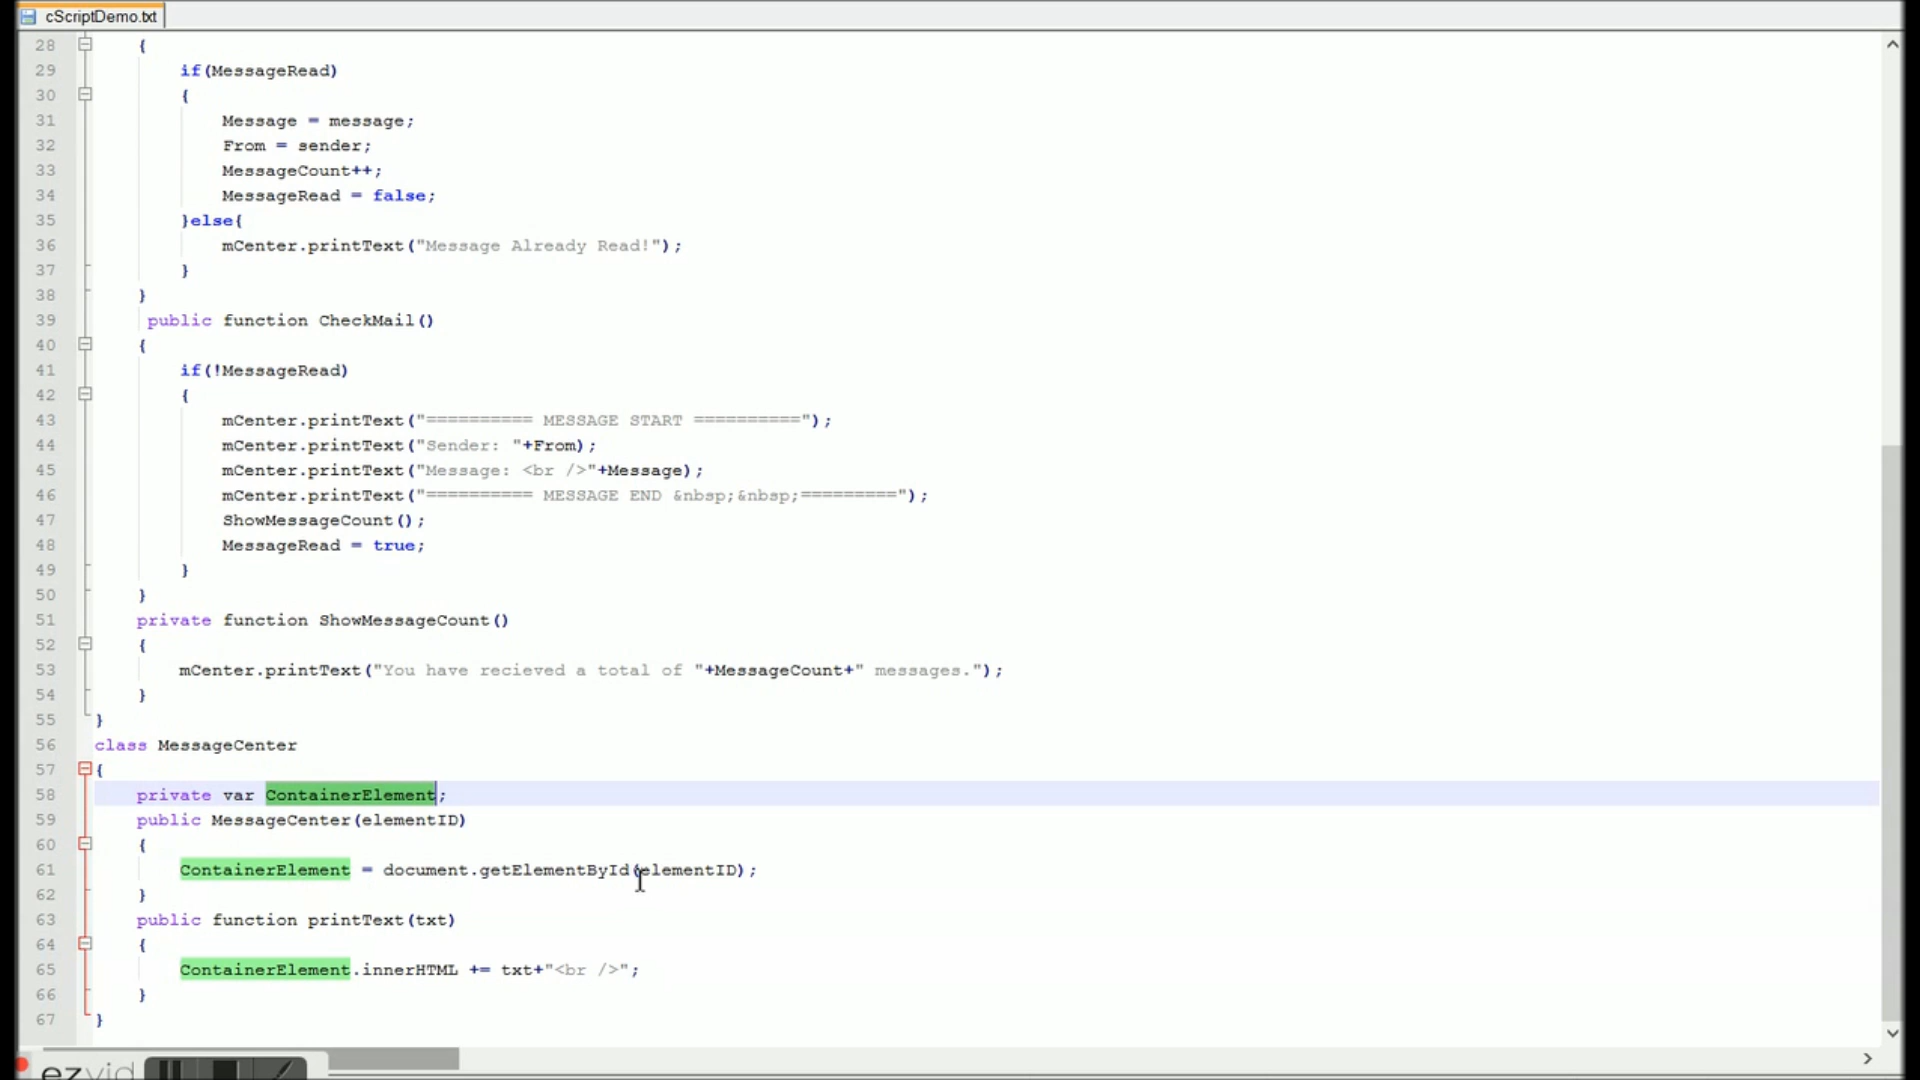 cScriptDemo.txt
28 {
29 if(MessageRead)
30 {
31 Message = message;
32 From = sender;
33 MessageCount++;
34 MessageRead = false;
35 }else{
36 mCenter.printText("Message Already Read!");
37 }
38 }
39 public function CheckMail()
40 {
41 if(!MessageRead)
42 {
43 mCenter.printText("========== MESSAGE START ==========");
44 mCenter.printText("Sender: "+From);
45 mCenter.printText("Message: <br />"+Message);
46 mCenter.printText("========== MESSAGE END &nbsp;&nbsp;=========");
47 ShowMessageCount();
48 MessageRead = true;
49 }
50 }
51 private function ShowMessageCount()
52 {
53 mCenter.printText("You have recieved a total of "+MessageCount+" messages.");
54 }
55 }
56 class MessageCenter
57 {
58 private var ContainerElement;
59 public MessageCenter(elementID)
60 {
61 ContainerElement = document.getElementById(elementID);
62 }
63 public function printText(txt)
64 {
65 ContainerElement.innerHTML += txt+"<br />";
66 }
67 }
ezvid